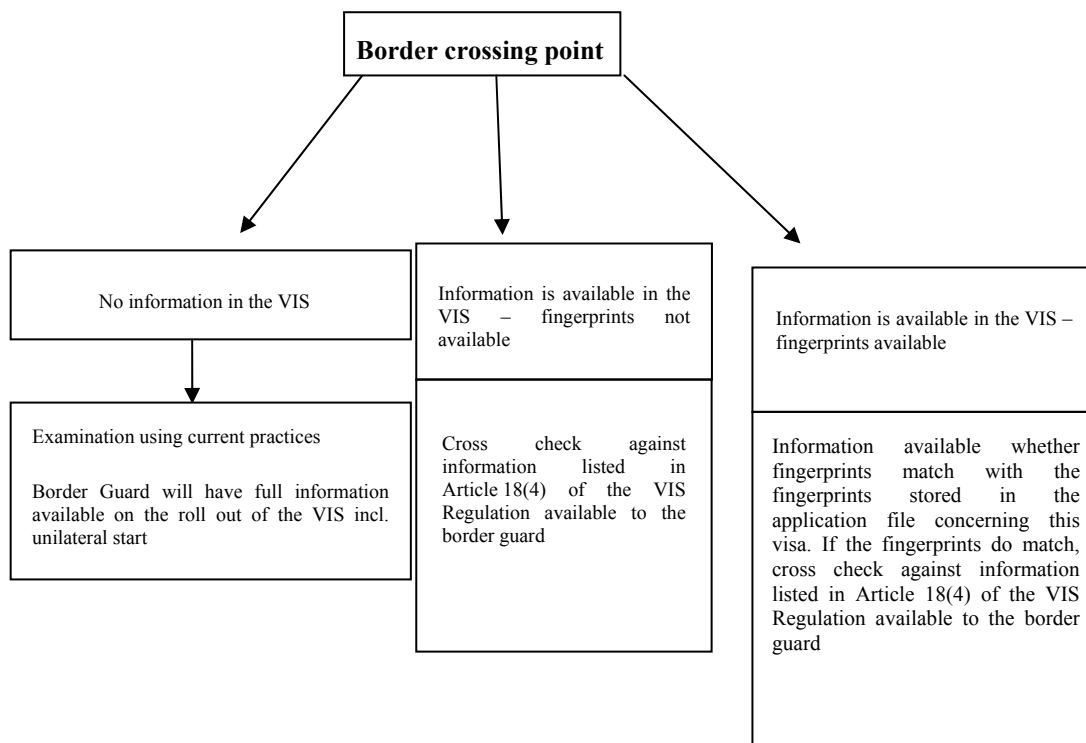 Border crossing point
No information in the VIS
Examination using current practices
Border Guard will have full information
available on the roll out of the VIS incl.
unilateral start
Information is available in the
VIS – fingerprints not
available
Cross check against
information listed in
Article 18(4) of the VIS
Regulation available to the
border guard
Information is available in the VIS –
fingerprints available
Information available whether
fingerprints match with the
fingerprints stored in the
application file concerning this
visa. If the fingerprints do match,
cross check against information
listed in Article 18(4) of the VIS
Regulation available to the border
guard